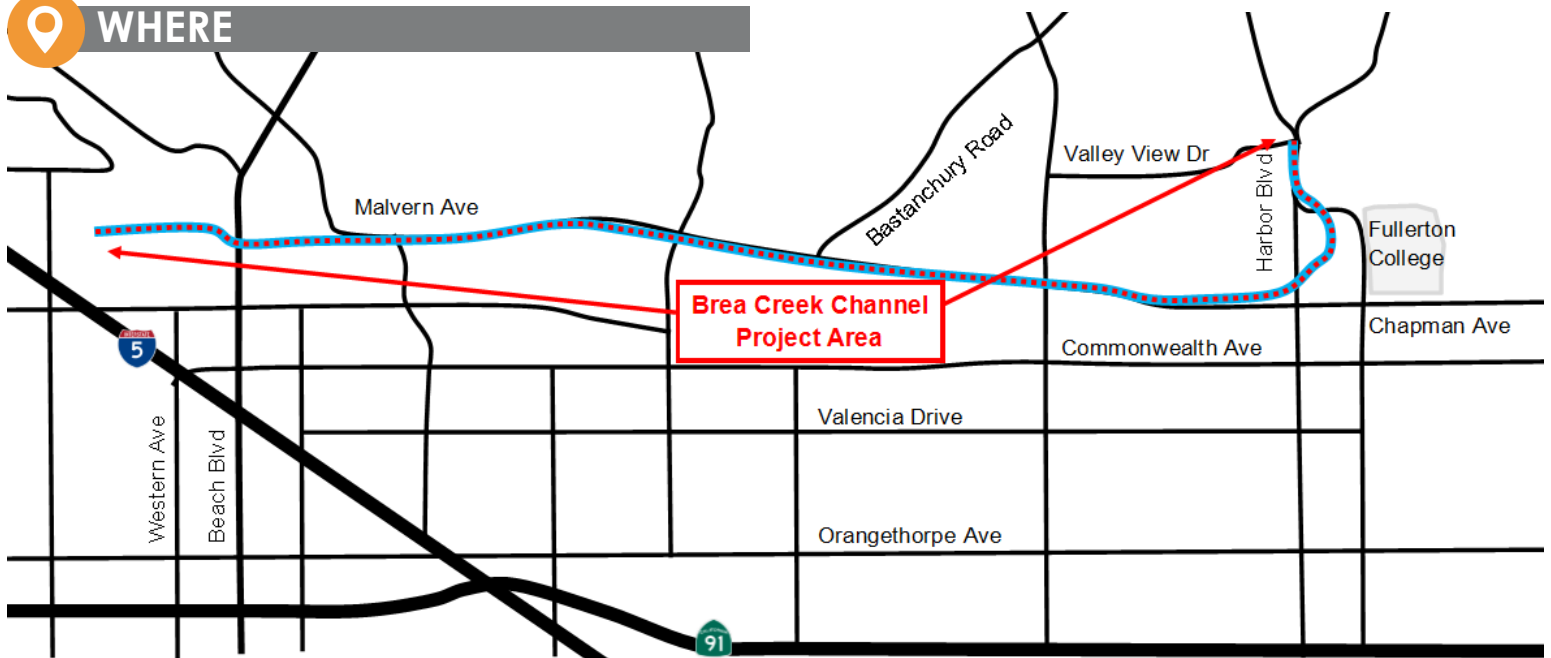 WHERE
Malvern Ave
Bastanchury Road
Valley View Dr
Harbor Blvd
Fullerton
College
Brea Creek Channel
Project Area
Chapman Ave
Commonwealth Ave
5
Western Ave
Beach Blvd
Valencia Drive
Orangethorpe Ave
91